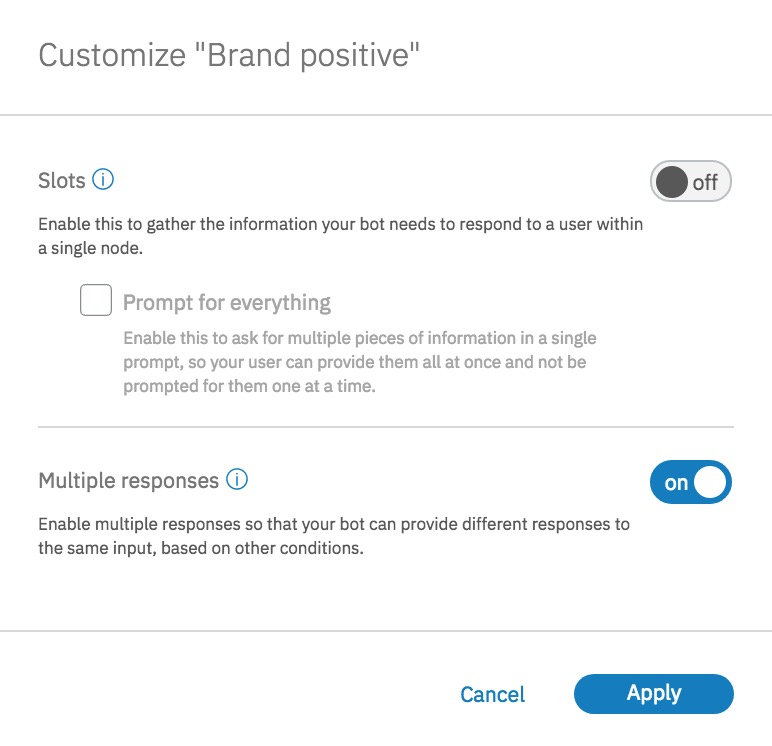 Customize "Brand positive"
Slots
off
Enable this to gather the information your bot needs to respond to a user within
a single node.
Prompt for everything
Enable this to ask for multiple pieces of information in a single
prompt, so your user can provide them all at once and not be
prompted for them one at a time.
Multiple responses
on
Enable multiple responses so that your bot can provide different responses to
the same input, based on other conditions.
Cancel
Apply